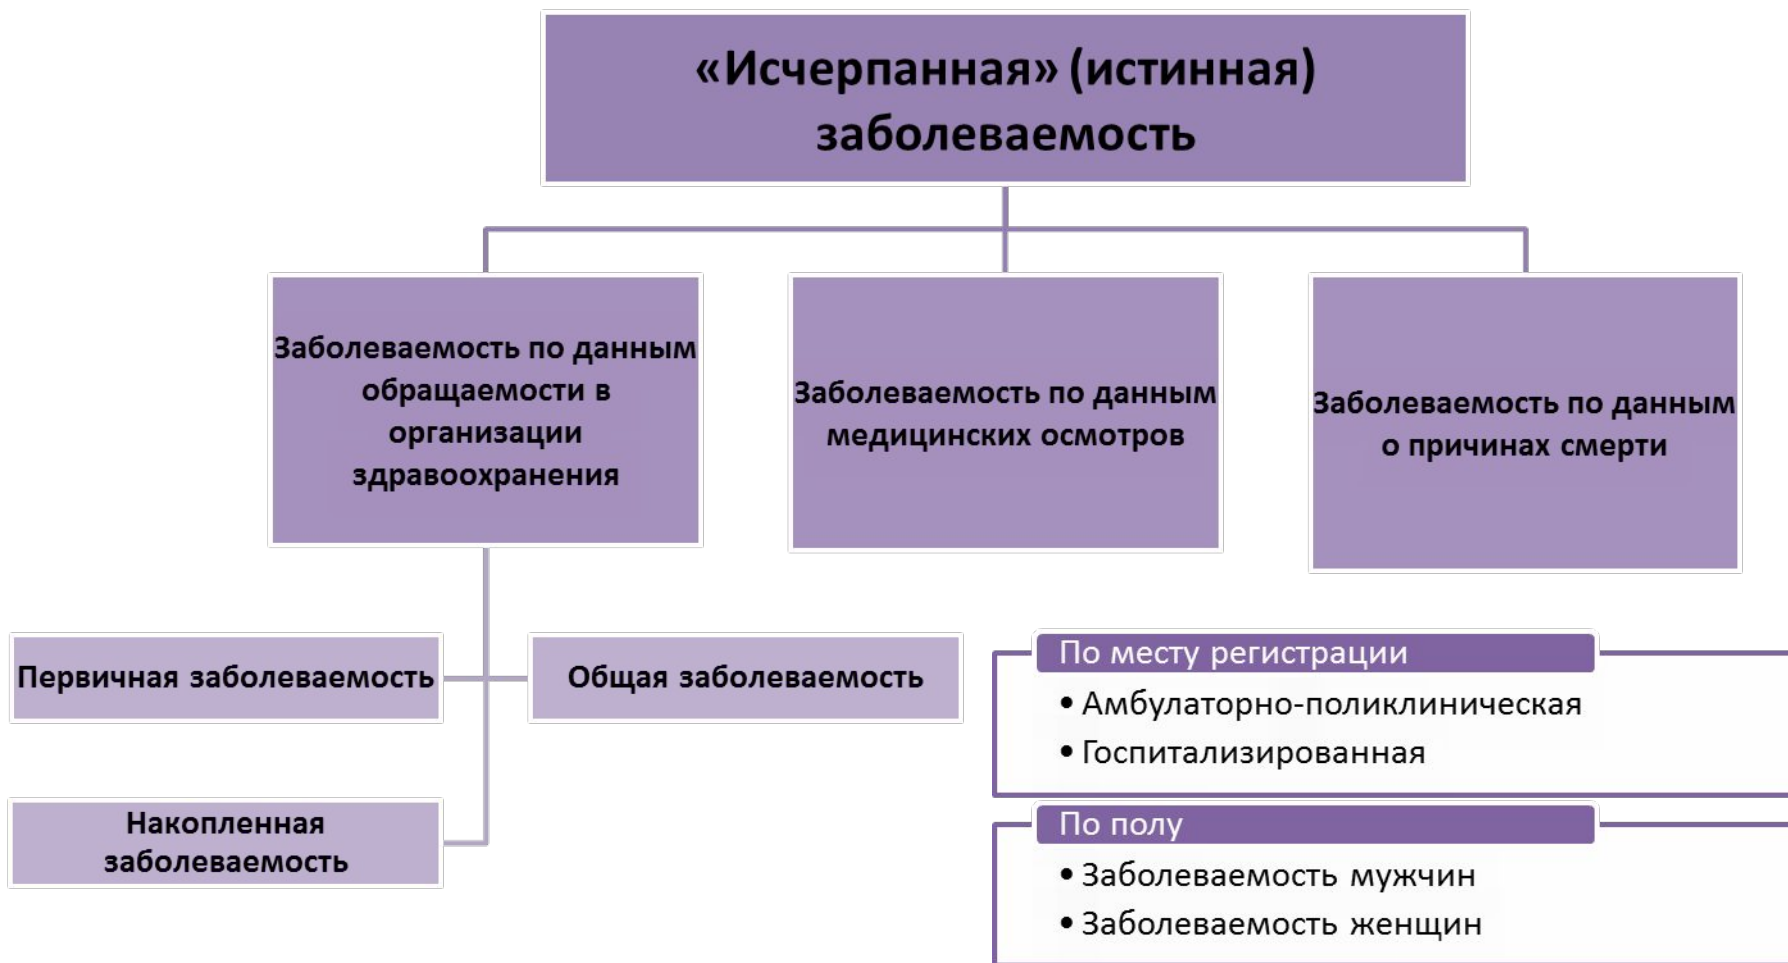 «Исчерпанная» (истинная)
заболеваемость
Заболеваемость по данным
обращаемости в
организации
здравоохранения
Заболеваемость по данным
медицинских осмотров
Заболеваемость по данным
о причинах смерти
Первичная заболеваемость
Общая заболеваемость
Накопленная
заболеваемость
По месту регистрации
• Амбулаторно-поликлиническая
• Госпитализированная
По полу
• Заболеваемость мужчин
• Заболеваемость женщин